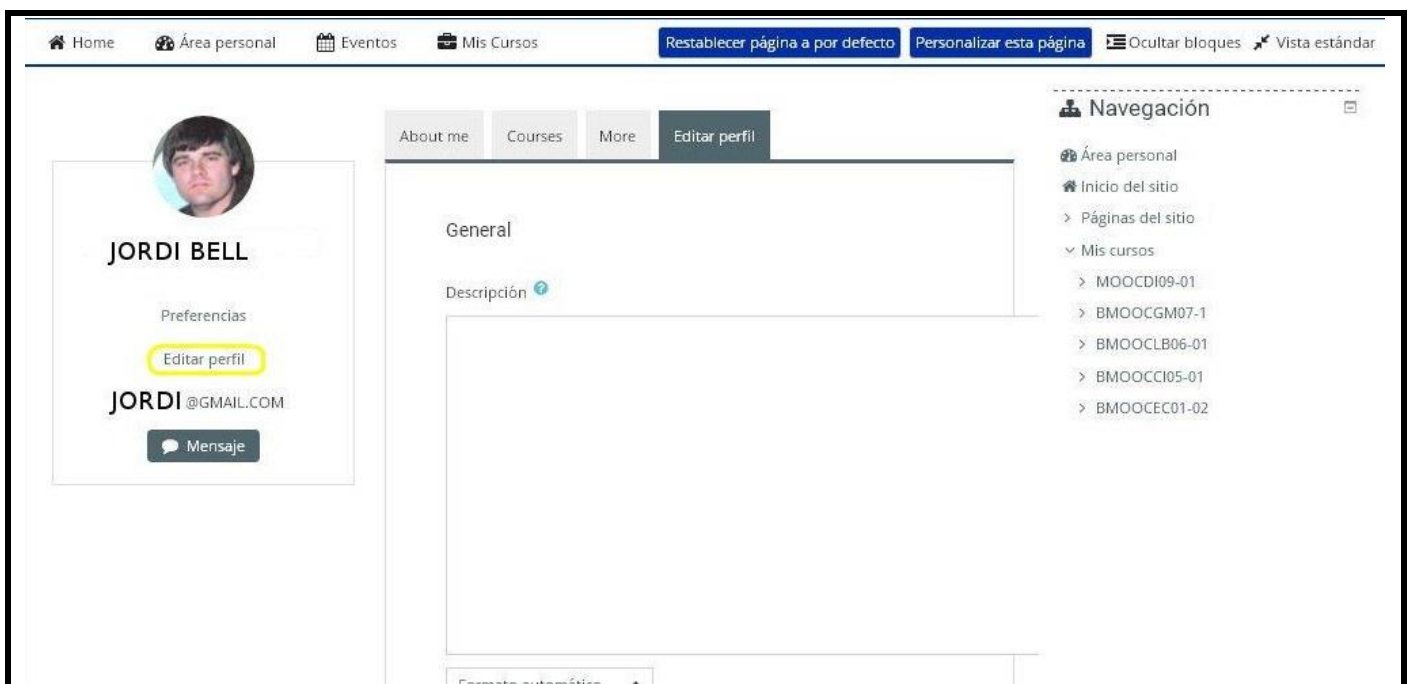 Home Área personal Eventos Mis Cursos Restablecer página a por defecto Personalizar esta página Ocultar bloques Vista estándar
JORDI BELL
Preferencias
Editar perfil
JORDI @GMAIL.COM
Mensaje
About me Courses More Editar perfil
General
Descripción
Formato automático
Navegación
Área personal
Inicio del sitio
> Páginas del sitio
Mis cursos
> MOOCDI09-01
> BMOOCGM07-1
> BMOOCLB06-01
> BMOOCCI05-01
> BMOOCEC01-02